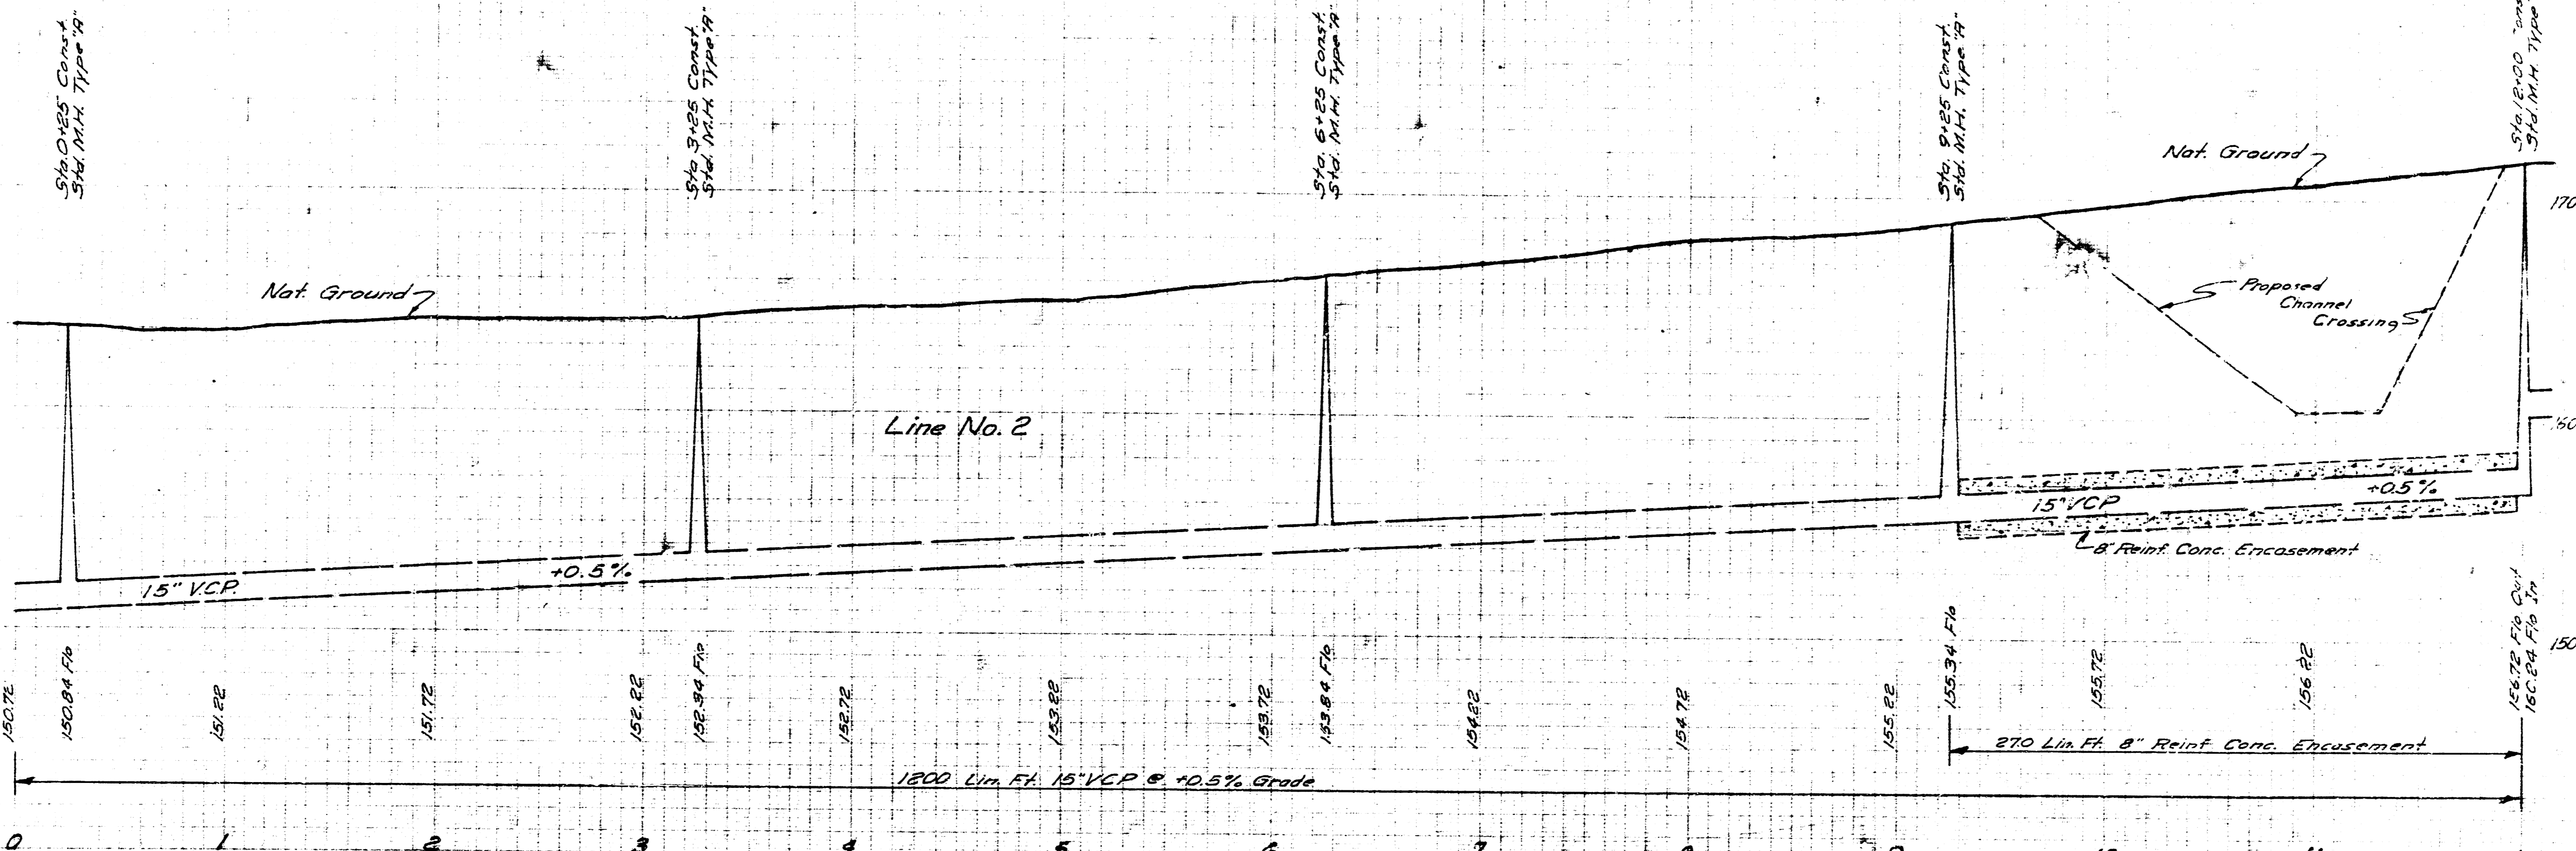 Sta. 0+25 Const.
Std. M.H. Type "A"
Sta 3+25 Const.
Std. M.H. Type "A"
Sta. 6+25 Const.
Std. M.H. Type "A"
Sta. 9+25 Const.
Std. M.H. Type "A"
Sta. 12+00 Const
Std. M.H. Type
Nat. Ground
Nat. Ground
170
Proposed
Channel
Crossing
Line No. 2
160
15" V.C.P.
+0.5%
15" VCP
+0.5%
8" Reinf. Conc. Encasement
150
150.72
150.84 Flo
151.22
151.72
152.22
152.34 Flo
152.72
153.22
153.72
153.84 Flo
154.22
154.72
155.22
155.34 Flo
155.72
156.22
156.72 Flo Out
160.24 Flo In
270 Lin. Ft. 8" Reinf. Conc. Encasement
1200 Lin. Ft. 15" VCP @ +0.5% Grade
0 1 2 3 4 5 6 7 8 9 10 11